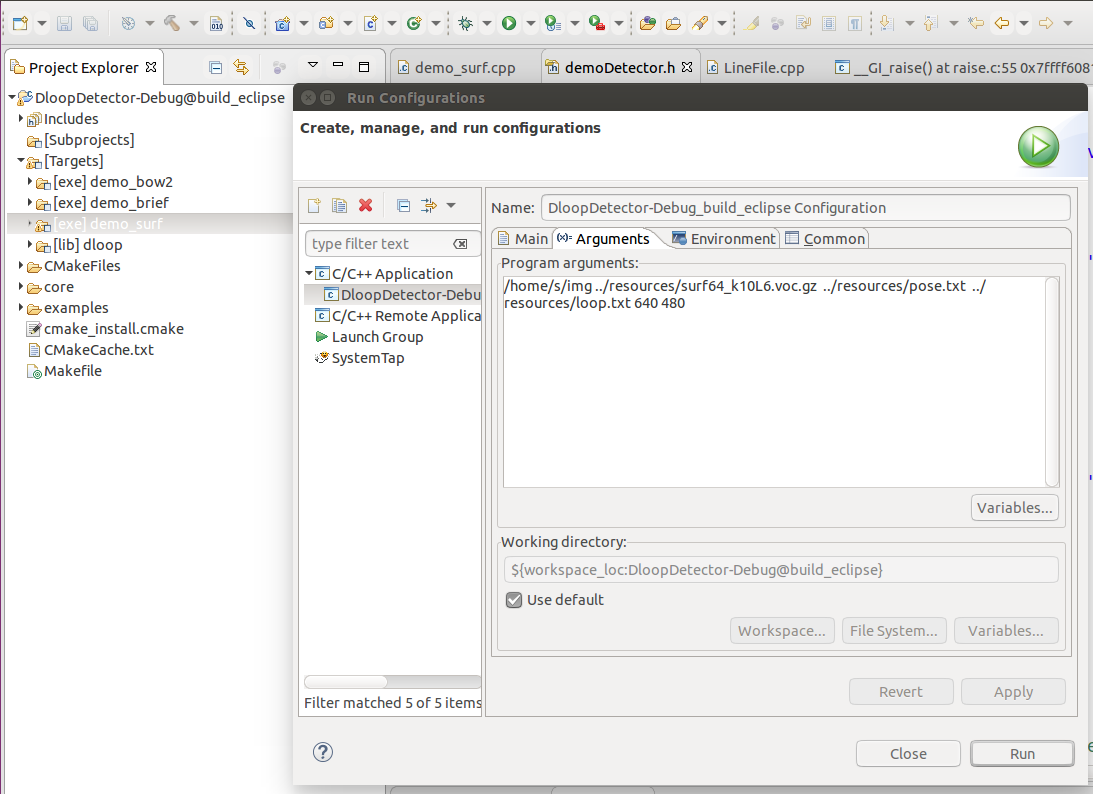 Project Explorer
demo_surf.cpp
demoDetector.h
LineFile.cpp
__GI_raise() at raise.c:55 0x7ffff608
DloopDetector-Debug@build_eclipse
Includes
[Subprojects]
[Targets]
[exe] demo_bow2
[exe] demo_brief
[exe] demo_surf
[lib] dloop
CMakeFiles
core
examples
cmake_install.cmake
CMakeCache.txt
Makefile
Run Configurations
Create, manage, and run configurations
type filter text
C/C++ Application
DloopDetector-Debu
C/C++ Remote Applica
Launch Group
SystemTap
Filter matched 5 of 5 items
Name: DloopDetector-Debug_build_eclipse Configuration
Main
(x)= Arguments
Environment
Common
Program arguments:
/home/s/img ../resources/surf64_k10L6.voc.gz ../resources/pose.txt ../
resources/loop.txt 640 480
Variables...
Working directory:
${workspace_loc:DloopDetector-Debug@build_eclipse}
Use default
Workspace...
File System...
Variables...
Revert
Apply
Close
Run